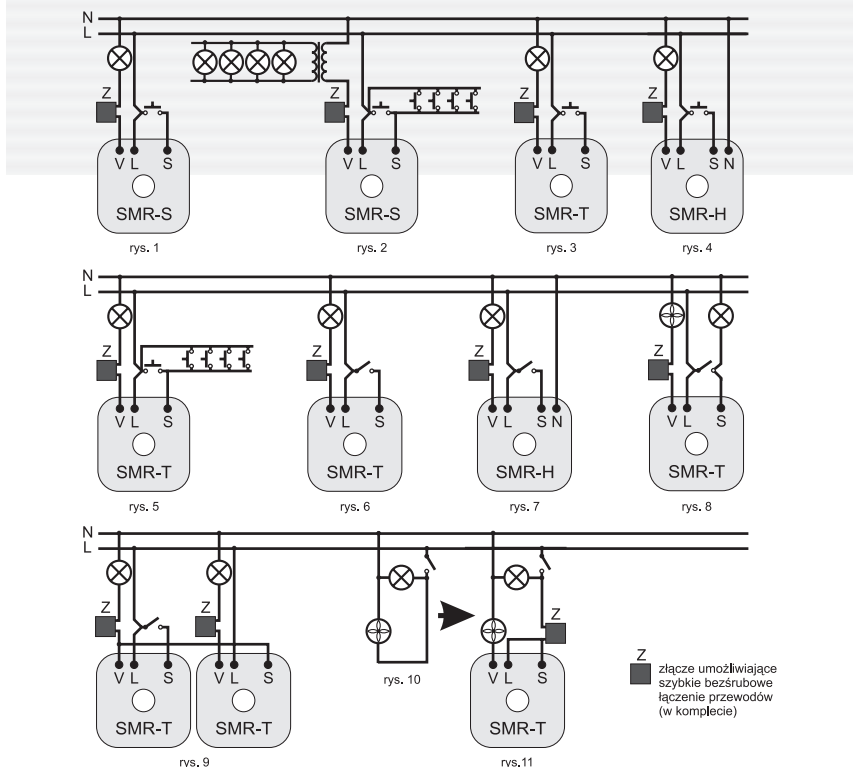 N
L
Z Z Z Z
V L S V L S V L S V L S N
SMR-S SMR-S SMR-T SMR-H
rys. 1 rys. 2 rys. 3 rys. 4
N
L
Z Z Z Z
V L S V L S V L S N V L S
SMR-T SMR-T SMR-H SMR-T
rys. 5 rys. 6 rys. 7 rys. 8
N
L
Z Z Z
V L S V L S V L S
SMR-T SMR-T SMR-T
rys. 9 rys. 10 rys.11
Z
złącze umożliwiające
szybkie bezśrubowe
łączenie przewodów
(w komplecie)